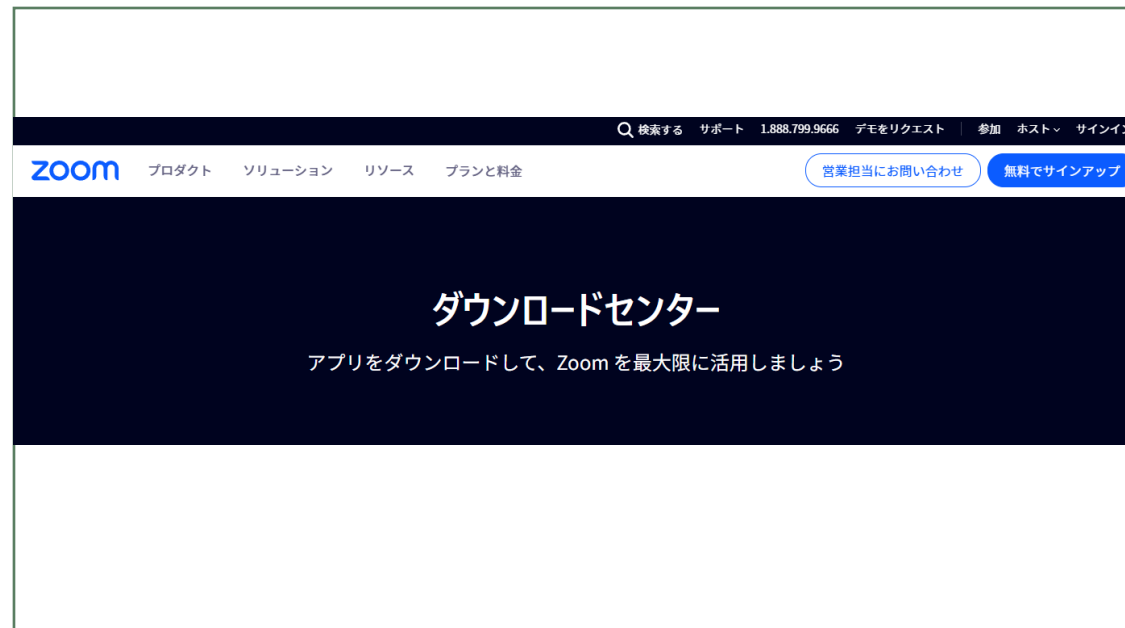 検索する サポート 1.888.799.9666 デモをリクエスト 参加 ホスト サインイン
zoom プロダクト ソリューション リソース プランと料金 営業担当にお問い合わせ 無料でサインアップ
ダウンロードセンター
アプリをダウンロードして、Zoom を最大限に活用しましょう